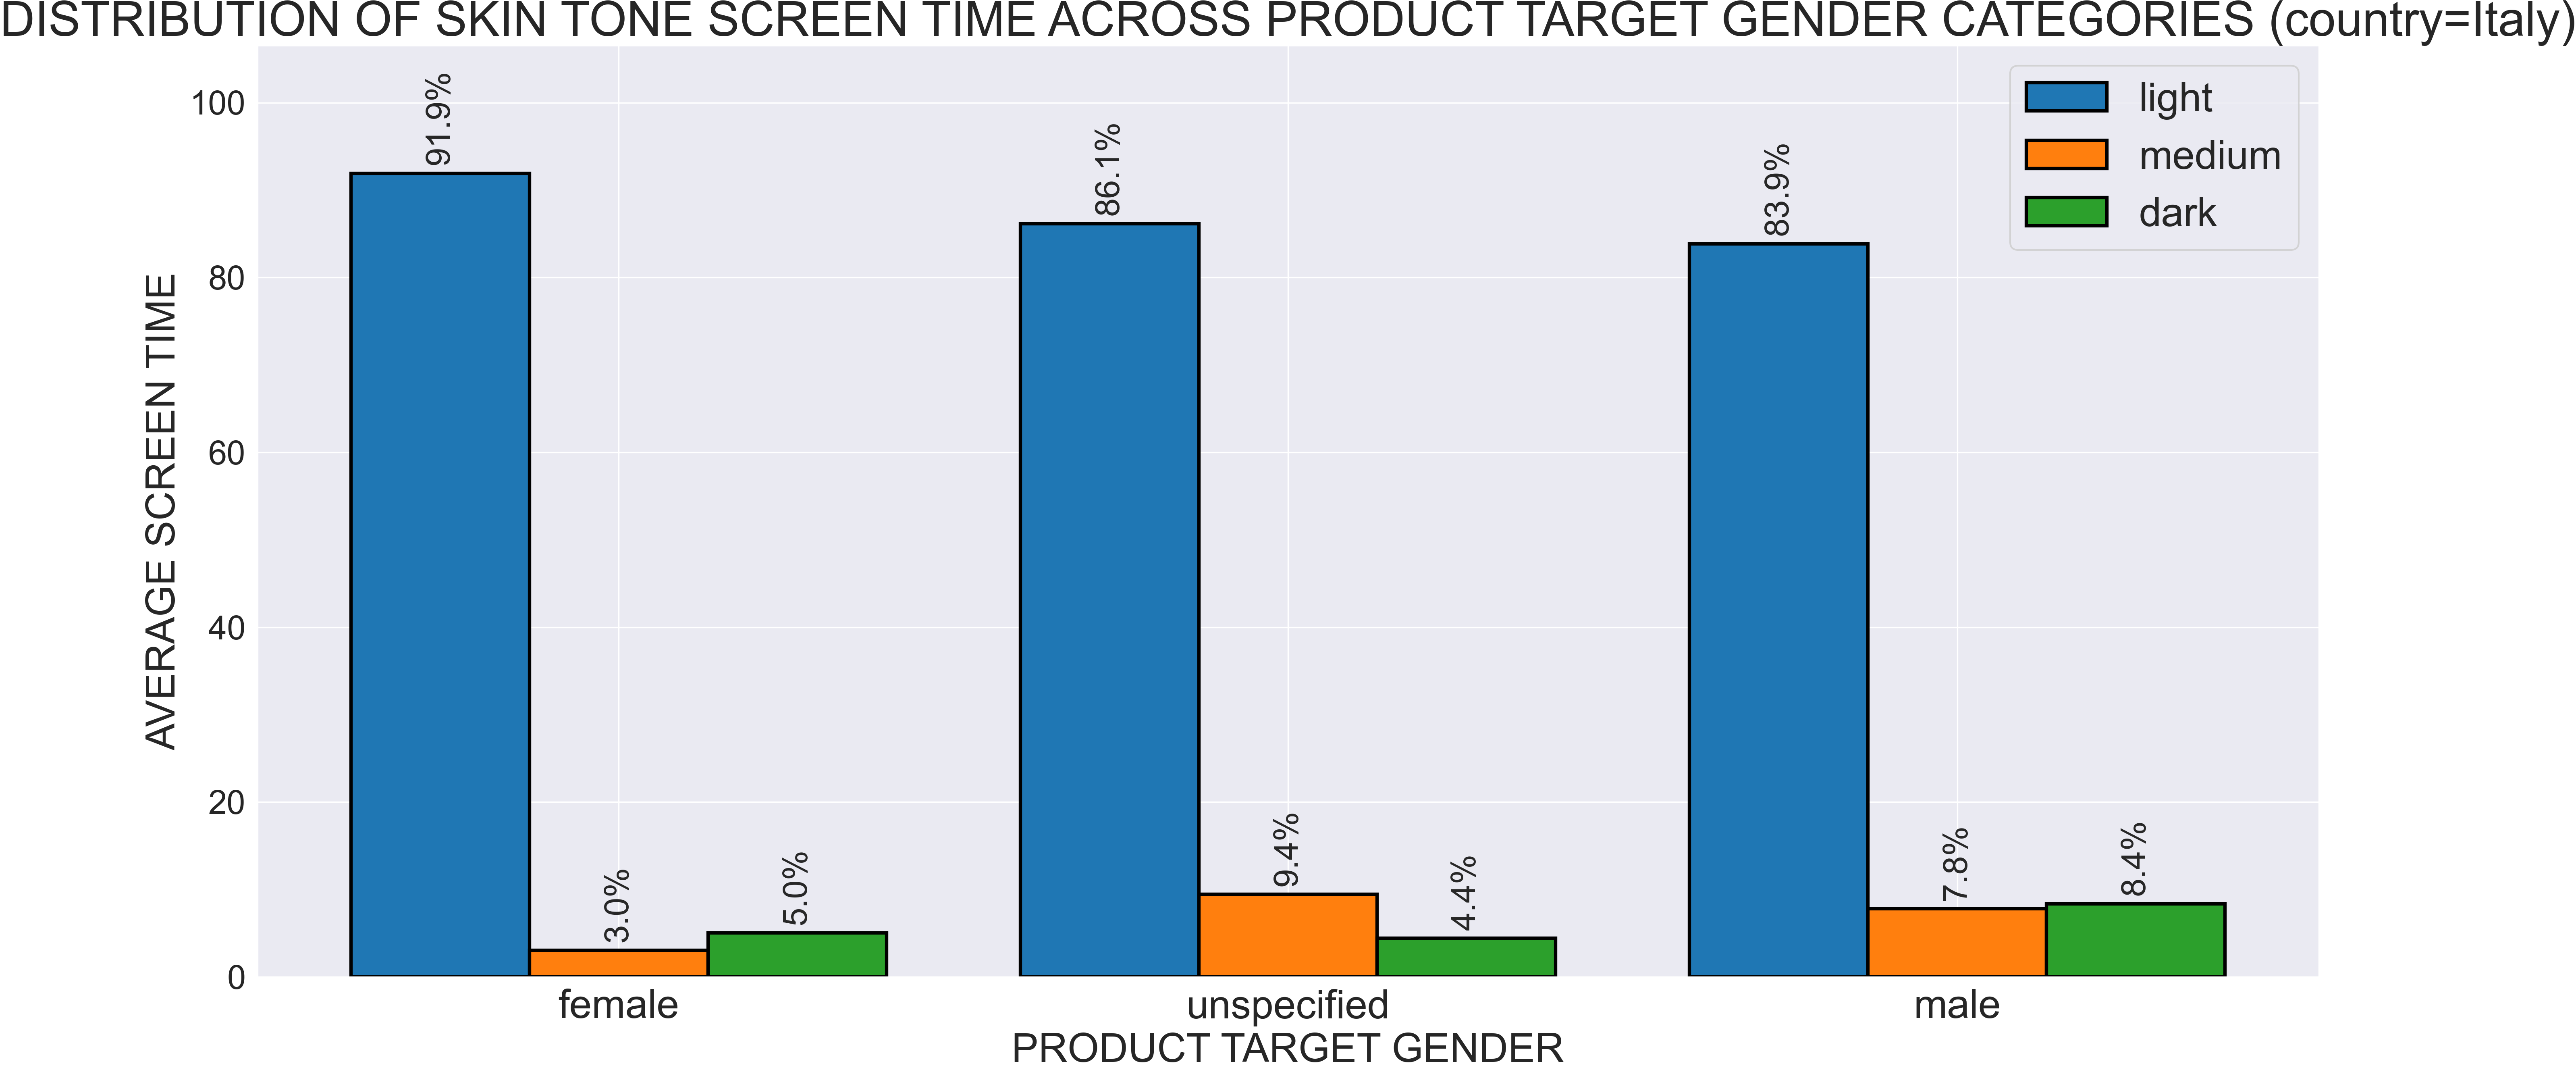 DISTRIBUTION OF SKIN TONE SCREEN TIME ACROSS PRODUCT TARGET GENDER CATEGORIES (country=Italy)
AVERAGE SCREEN TIME
100
80
60
40
20
0
91.9%
3.0%
5.0%
86.1%
9.4%
4.4%
83.9%
7.8%
8.4%
light
medium
dark
female
unspecified
male
PRODUCT TARGET GENDER